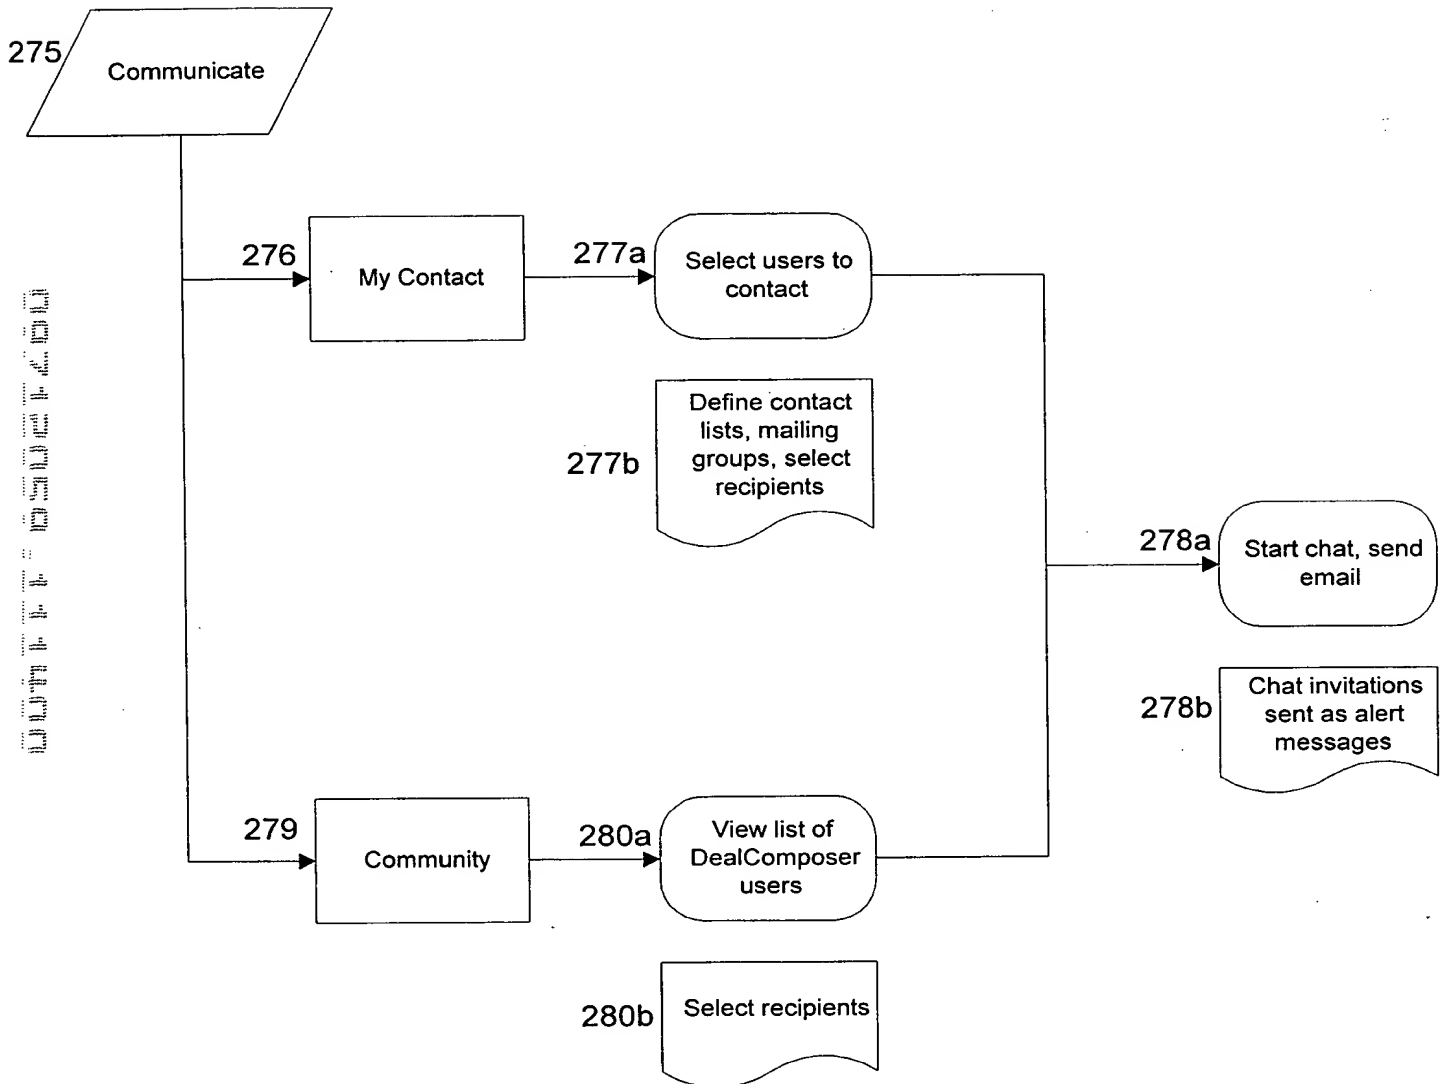 275
Communicate
276
My Contact
277a
Select users to
contact
277b
Define contact
lists, mailing
groups, select
recipients
278a
Start chat, send
email
278b
Chat invitations
sent as alert
messages
279
Community
280a
View list of
DealComposer
users
280b
Select recipients